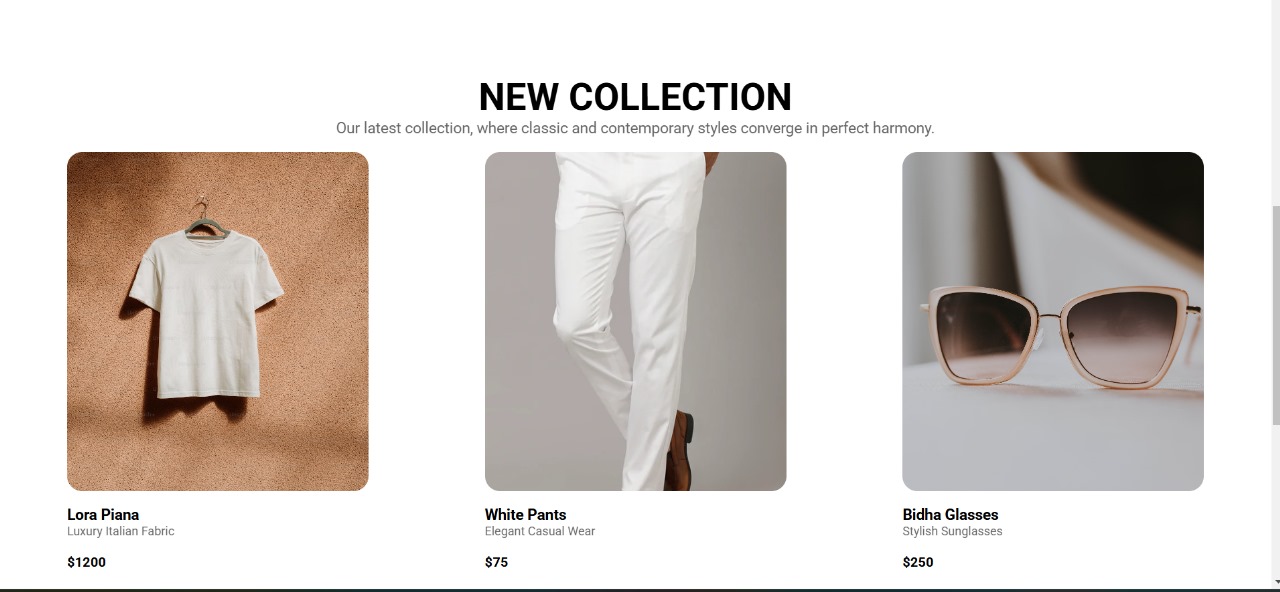 NEW COLLECTION
Our latest collection, where classic and contemporary styles converge in perfect harmony.
Lora Piana
Luxury Italian Fabric
$1200
White Pants
Elegant Casual Wear
$75
Bidha Glasses
Stylish Sunglasses
$250